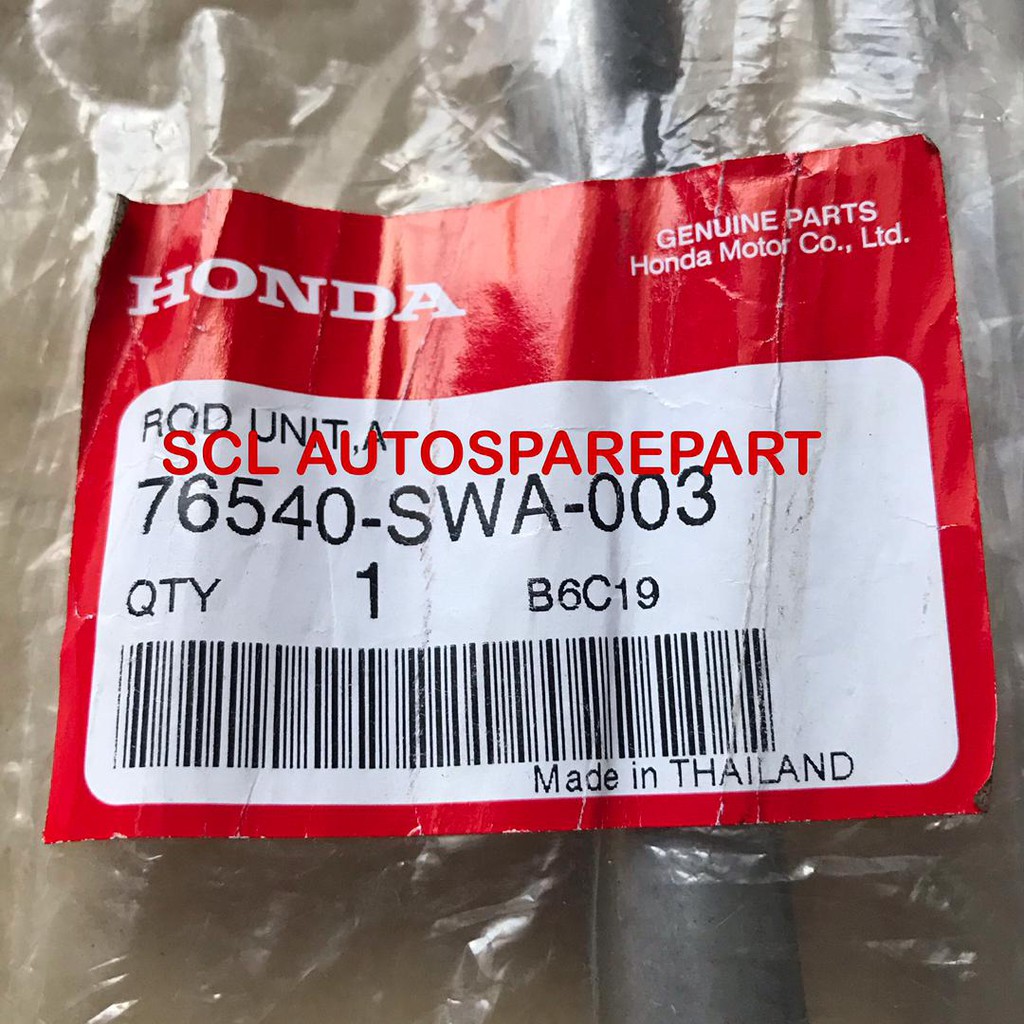 GENUINE PARTS
Honda Motor Co., Ltd.
HONDA
ROD UNIT,A
SCL AUTOSPAREPART
76540-SWA-003
QTY 1 B6C19
Made in THAILAND